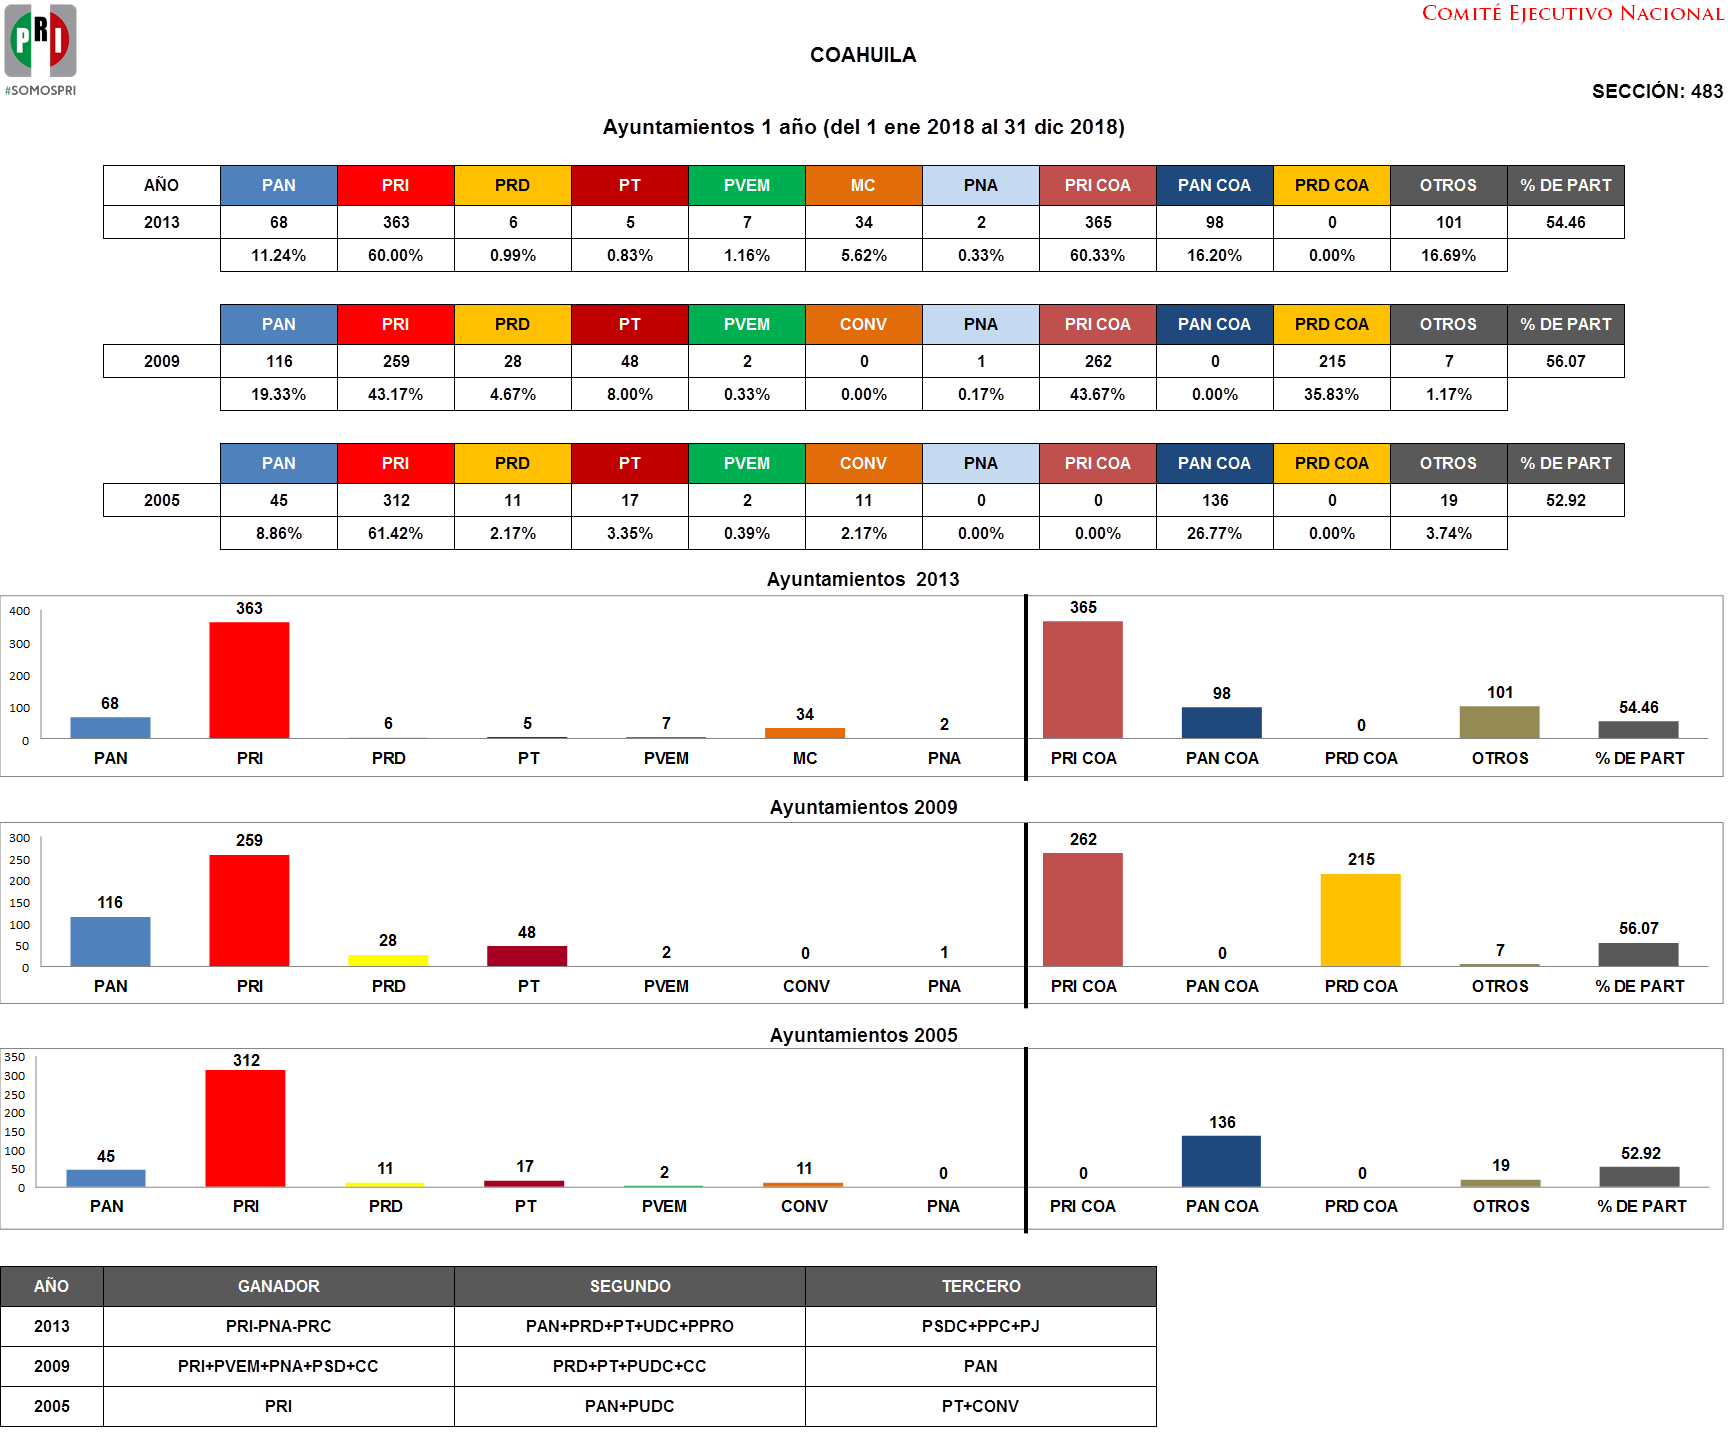 COMITÉ EJECUTIVO NACIONAL
PRI
#SOMOSPRI
COAHUILA
SECCIÓN: 483
Ayuntamientos 1 año (del 1 ene 2018 al 31 dic 2018)
AÑO PAN PRI PRD PT PVEM MC PNA PRI COA PAN COA PRD COA OTROS % DE PART
2013 68 363 6 5 7 34 2 365 98 0 101 54.46
11.24% 60.00% 0.99% 0.83% 1.16% 5.62% 0.33% 60.33% 16.20% 0.00% 16.69%
PAN PRI PRD PT PVEM CONV PNA PRI COA PAN COA PRD COA OTROS % DE PART
2009 116 259 28 48 2 0 1 262 0 215 7 56.07
19.33% 43.17% 4.67% 8.00% 0.33% 0.00% 0.17% 43.67% 0.00% 35.83% 1.17%
PAN PRI PRD PT PVEM CONV PNA PRI COA PAN COA PRD COA OTROS % DE PART
2005 45 312 11 17 2 11 0 0 136 0 19 52.92
8.86% 61.42% 2.17% 3.35% 0.39% 2.17% 0.00% 0.00% 26.77% 0.00% 3.74%
Ayuntamientos 2013
400
300
200
100
0
68 363 6 5 7 34 2 365 98 0 101 54.46
PAN PRI PRD PT PVEM MC PNA PRI COA PAN COA PRD COA OTROS % DE PART
Ayuntamientos 2009
300
250
200
150
100
50
0
116 259 28 48 2 0 1 262 0 215 7 56.07
PAN PRI PRD PT PVEM CONV PNA PRI COA PAN COA PRD COA OTROS % DE PART
Ayuntamientos 2005
350
300
250
200
150
100
50
0
45 312 11 17 2 11 0 0 136 0 19 52.92
PAN PRI PRD PT PVEM CONV PNA PRI COA PAN COA PRD COA OTROS % DE PART
AÑO GANADOR SEGUNDO TERCERO
2013 PRI-PNA-PRC PAN+PRD+PT+UDC+PPRO PSDC+PPC+PJ
2009 PRI+PVEM+PNA+PSD+CC PRD+PT+PUDC+CC PAN
2005 PRI PAN+PUDC PT+CONV